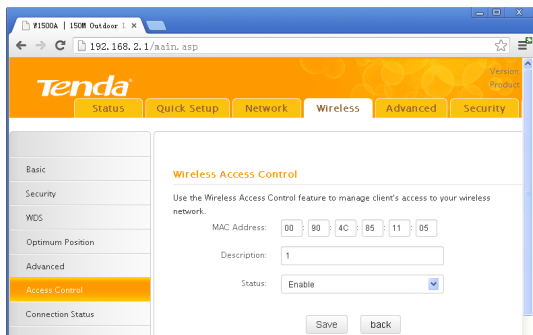 W1500A | 150M Outdoor 1
192.168.2.1/main.asp
Tenda
Version
Product
Status Quick Setup Network Wireless Advanced Security
Basic
Security
WDS
Optimum Position
Advanced
Access Control
Connection Status
Wireless Access Control
Use the Wireless Access Control feature to manage client's access to your wireless
network.
MAC Address: 00 : 90 : 4C : 85 : 11 : 05
Description: 1
Status: Enable
Save back